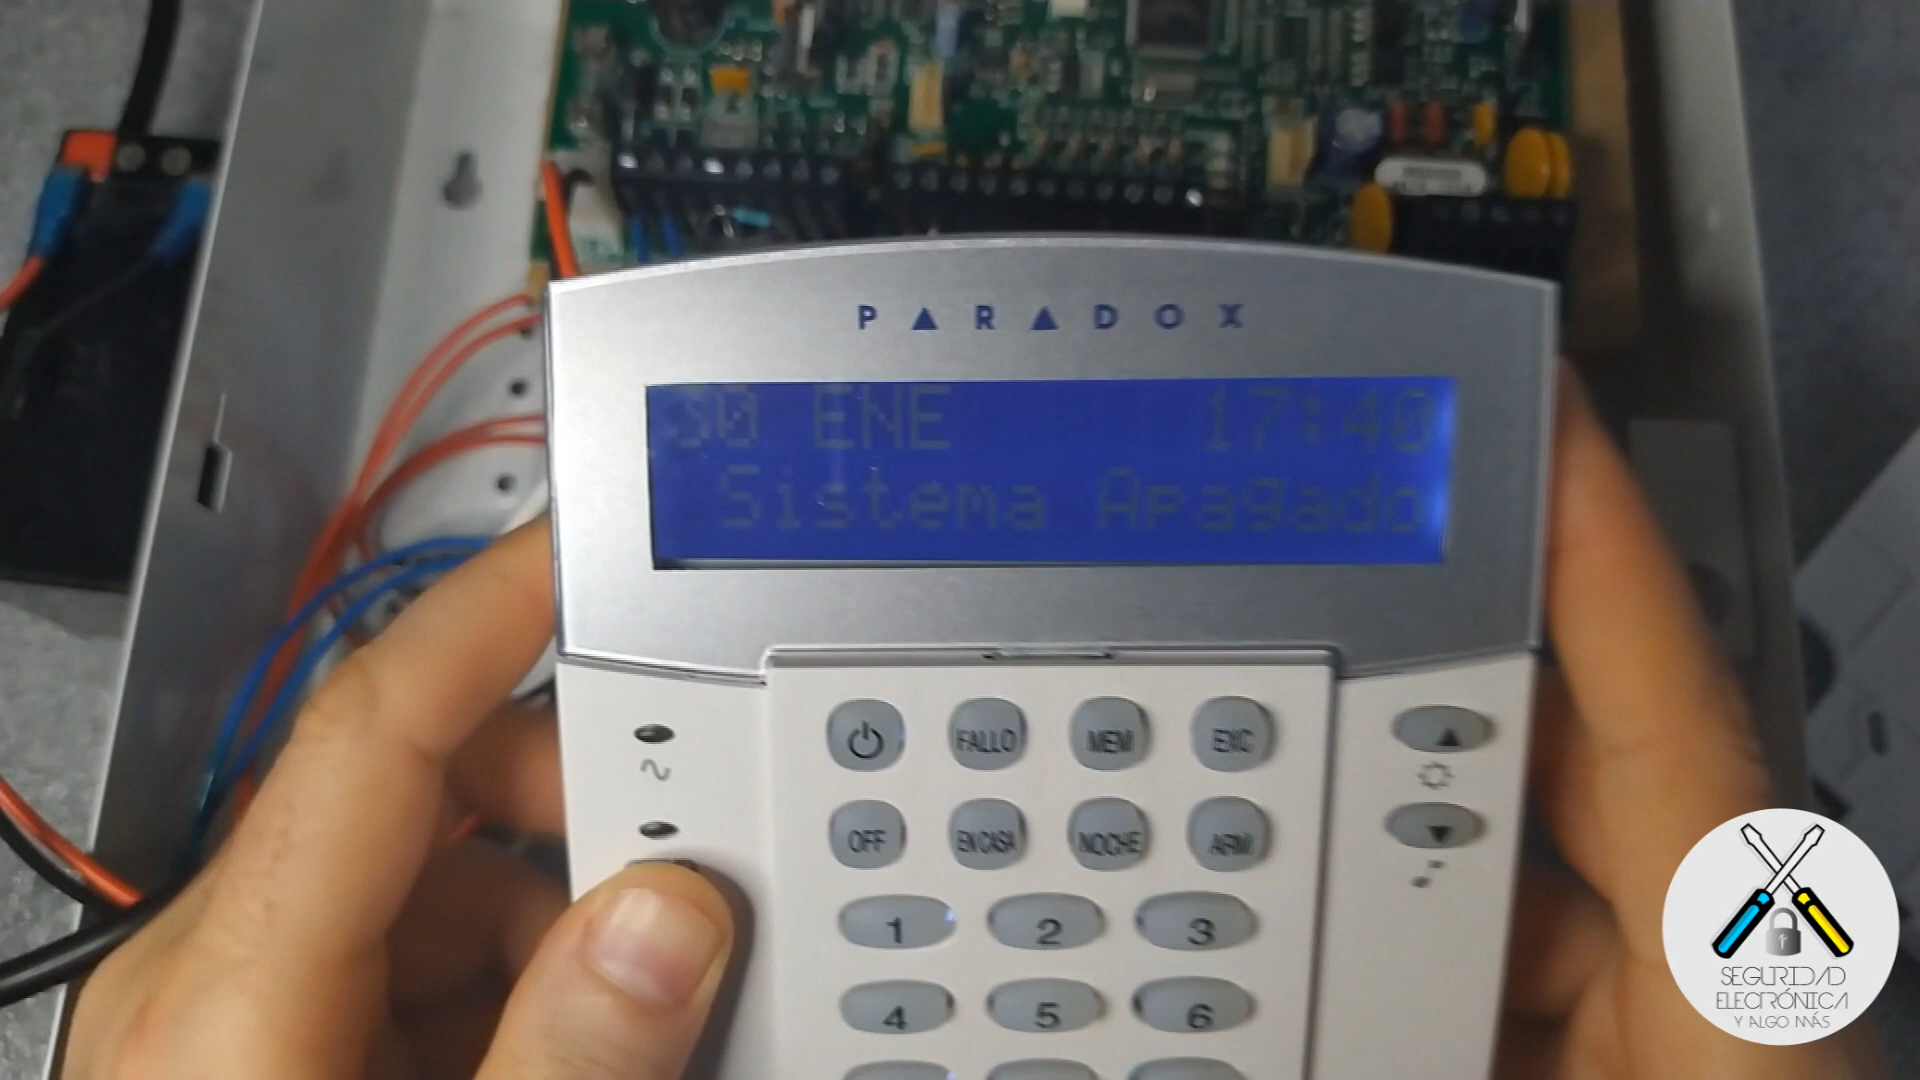 PARADOX
30 ENE 17:40
Sistema Apagado
FALLO MEM EXC
OFF EN CASA NOCHE ARM
1 2 3
4 5 6
SEGURIDAD
ELECTRÓNICA
Y ALGO MÁS